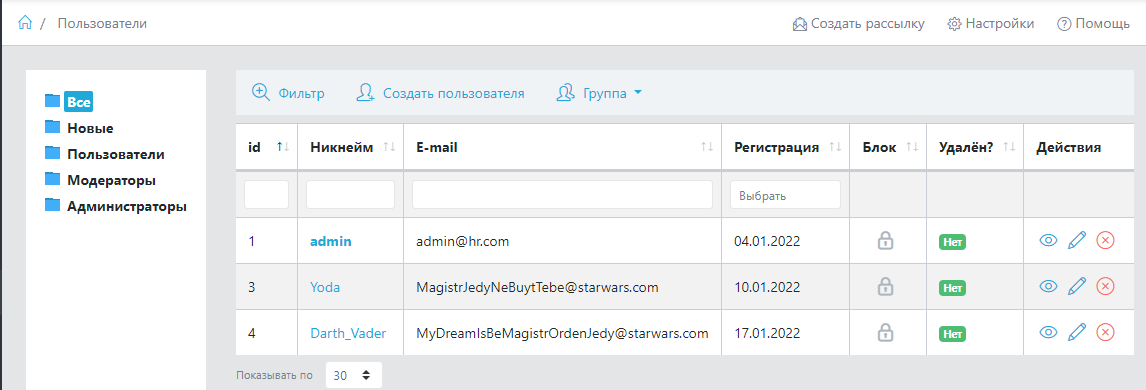 / Пользователи Создать рассылку Настройки Помощь
Все
Новые
Пользователи
Модераторы
Администраторы
Фильтр Создать пользователя Группа
id Никнейм E-mail Регистрация Блок Удалён? Действия
Выбрать
1 admin admin@hr.com 04.01.2022 Нет
3 Yoda MagistrJedyNeBuytTebe@starwars.com 10.01.2022 Нет
4 Darth_Vader MyDreamIsBeMagistrOrdenJedy@starwars.com 17.01.2022 Нет
Показывать по 30